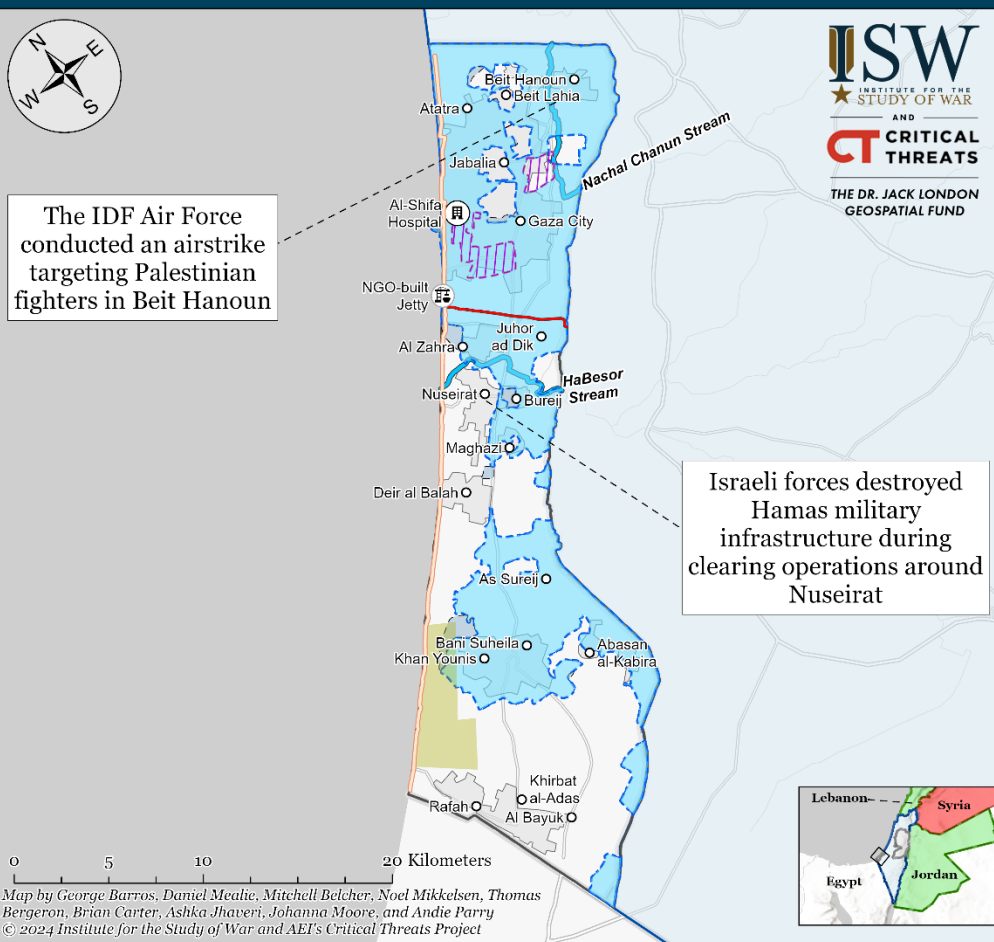 N
E
W
S
ISW
INSTITUTE FOR THE
STUDY OF WAR
AND
CT CRITICAL
THREATS
THE DR. JACK LONDON
GEOSPATIAL FUND
Beit Hanoun
Beit Lahia
Atatra
Nachal Chanun Stream
Jabalia
The IDF Air Force
conducted an airstrike
targeting Palestinian
fighters in Beit Hanoun
Al-Shifa
Hospital
Gaza City
NGO-built
Jetty
Juhor
ad Dik
Al Zahra
HaBesor
Stream
Nuseirat
Bureij
Maghazi
Deir al Balah
Israeli forces destroyed
Hamas military
infrastructure during
clearing operations around
Nuseirat
As Sureij
Bani Suheila
Khan Younis
Abasan
al-Kabira
Khirbat
al-Adas
Rafah
Al Bayuk
Lebanon
Syria
Jordan
Egypt
0 5 10 20 Kilometers
Map by George Barros, Daniel Mealie, Mitchell Belcher, Noel Mikkelsen, Thomas
Bergeron, Brian Carter, Ashka Jhaveri, Johanna Moore, and Andie Parry
© 2024 Institute for the Study of War and AEI's Critical Threats Project